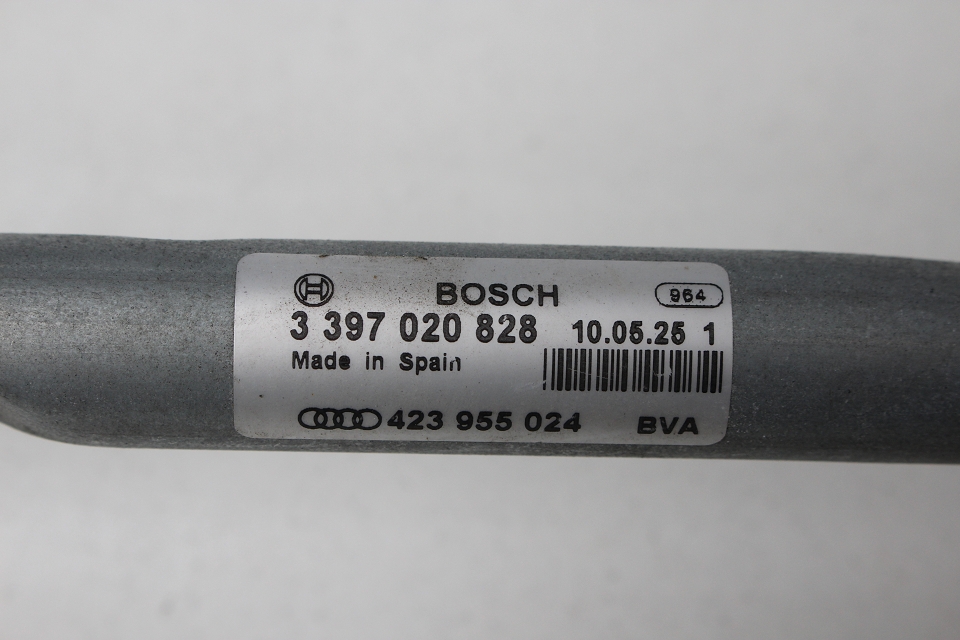 BOSCH 964
3 397 020 828 10.05.25 1
Made in Spain
423 955 024 BVA